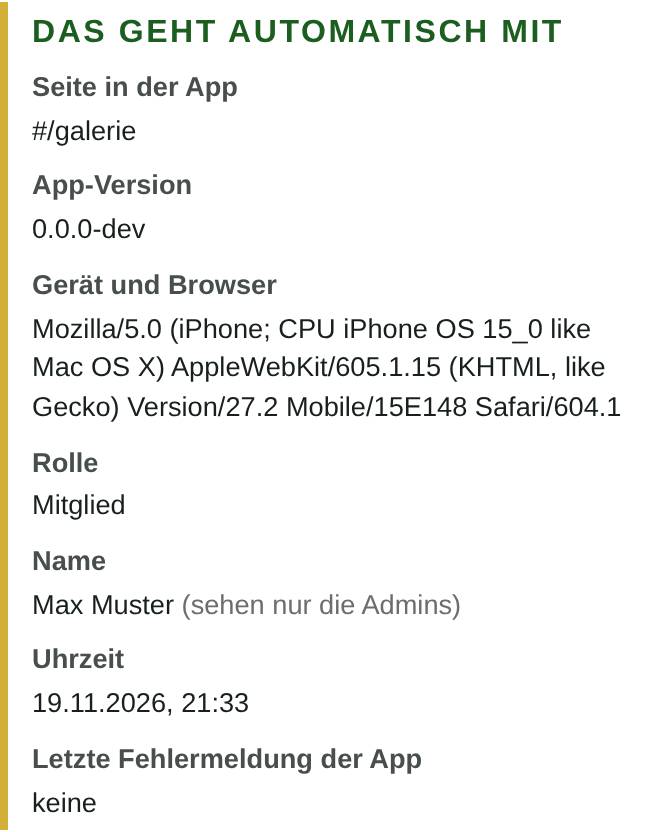 DAS GEHT AUTOMATISCH MIT
Seite in der App
#/galerie
App-Version
0.0.0-dev
Gerät und Browser
Mozilla/5.0 (iPhone; CPU iPhone OS 15_0 like
Mac OS X) AppleWebKit/605.1.15 (KHTML, like
Gecko) Version/27.2 Mobile/15E148 Safari/604.1
Rolle
Mitglied
Name
Max Muster (sehen nur die Admins)
Uhrzeit
19.11.2026, 21:33
Letzte Fehlermeldung der App
keine